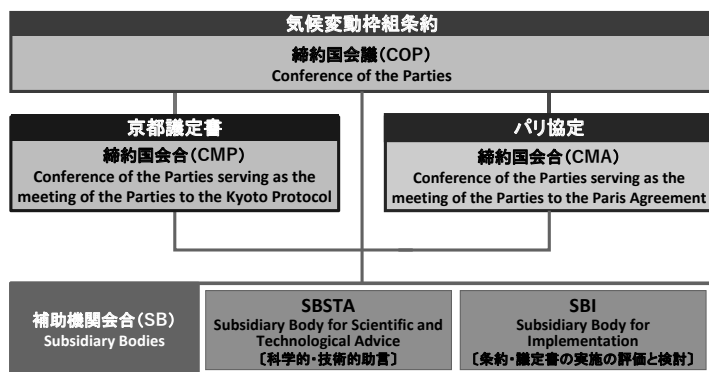 気候変動枠組条約
締約国会議(COP)
Conference of the Parties
京都議定書
締約国会合(CMP)
Conference of the Parties serving as the
meeting of the Parties to the Kyoto Protocol
パリ協定
締約国会合(CMA)
Conference of the Parties serving as the
meeting of the Parties to the Paris Agreement
補助機関会合(SB)
Subsidiary Bodies
SBSTA
Subsidiary Body for Scientific and
Technological Advice
〔科学的・技術的助言〕
SBI
Subsidiary Body for
Implementation
〔条約・議定書の実施の評価と検討〕